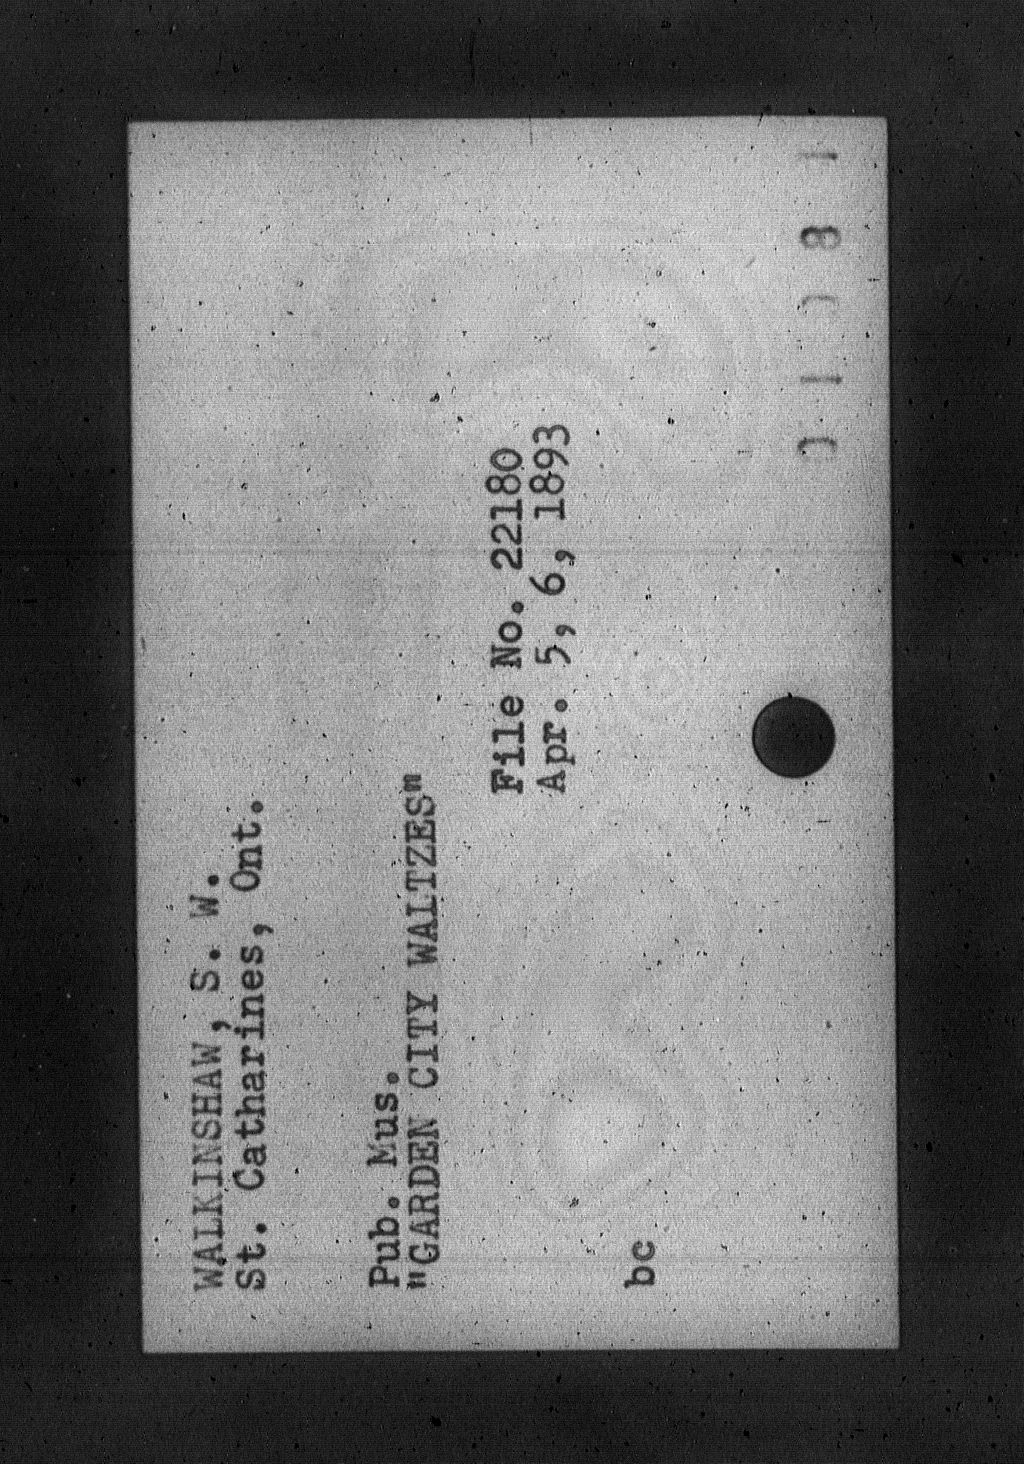 WALKINSHAW, S. W.
St. Catharines, Ont.
Pub. Mus.
"GARDEN CITY WALTZES"
File No. 22180
Apr. 5, 6, 1893
bc